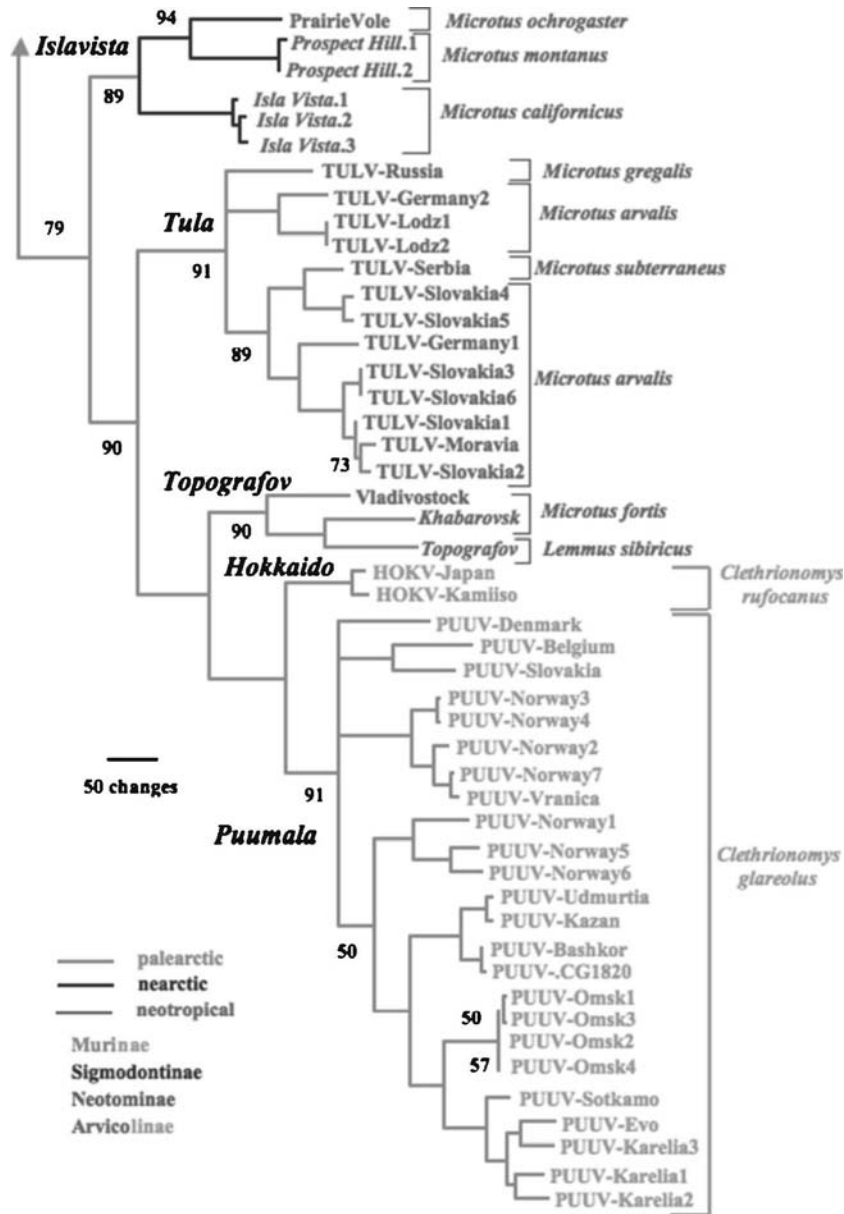 94
PrairieVole
Microtus ochrogaster
Islavista
Prospect Hill.1
Microtus montanus
Prospect Hill.2
89
Isla Vista.1
Isla Vista.2
Microtus californicus
Isla Vista.3
TULV-Russia
Microtus gregalis
79
Tula
TULV-Germany2
TULV-Lodz1
Microtus arvalis
TULV-Lodz2
91
TULV-Serbia
Microtus subterraneus
TULV-Slovakia4
TULV-Slovakia5
89
TULV-Germany1
TULV-Slovakia3
Microtus arvalis
TULV-Slovakia6
TULV-Slovakia1
90
TULV-Moravia
73
TULV-Slovakia2
Topografov
Vladivostock
90
Khabarovsk
Microtus fortis
Topografov
Lemmus sibiricus
Hokkaido
HOKV-Japan
Clethrionomys
HOKV-Kamiiso
rufocanus
PUUV-Denmark
PUUV-Belgium
PUUV-Slovakia
PUUV-Norway3
PUUV-Norway4
PUUV-Norway2
50 changes
91
PUUV-Norway7
PUUV-Vranica
Puumala
PUUV-Norway1
PUUV-Norway5
Clethrionomys
PUUV-Norway6
glareolus
PUUV-Udmurtia
PUUV-Kazan
50
PUUV-Bashkor
PUUV-.CG1820
palearctic
nearctic
neotropical
PUUV-Omsk1
50
PUUV-Omsk3
PUUV-Omsk2
57
PUUV-Omsk4
Murinae
Sigmodontinae
Neotominae
Arvicolinae
PUUV-Sotkamo
PUUV-Evo
PUUV-Karelia3
PUUV-Karelia1
PUUV-Karelia2